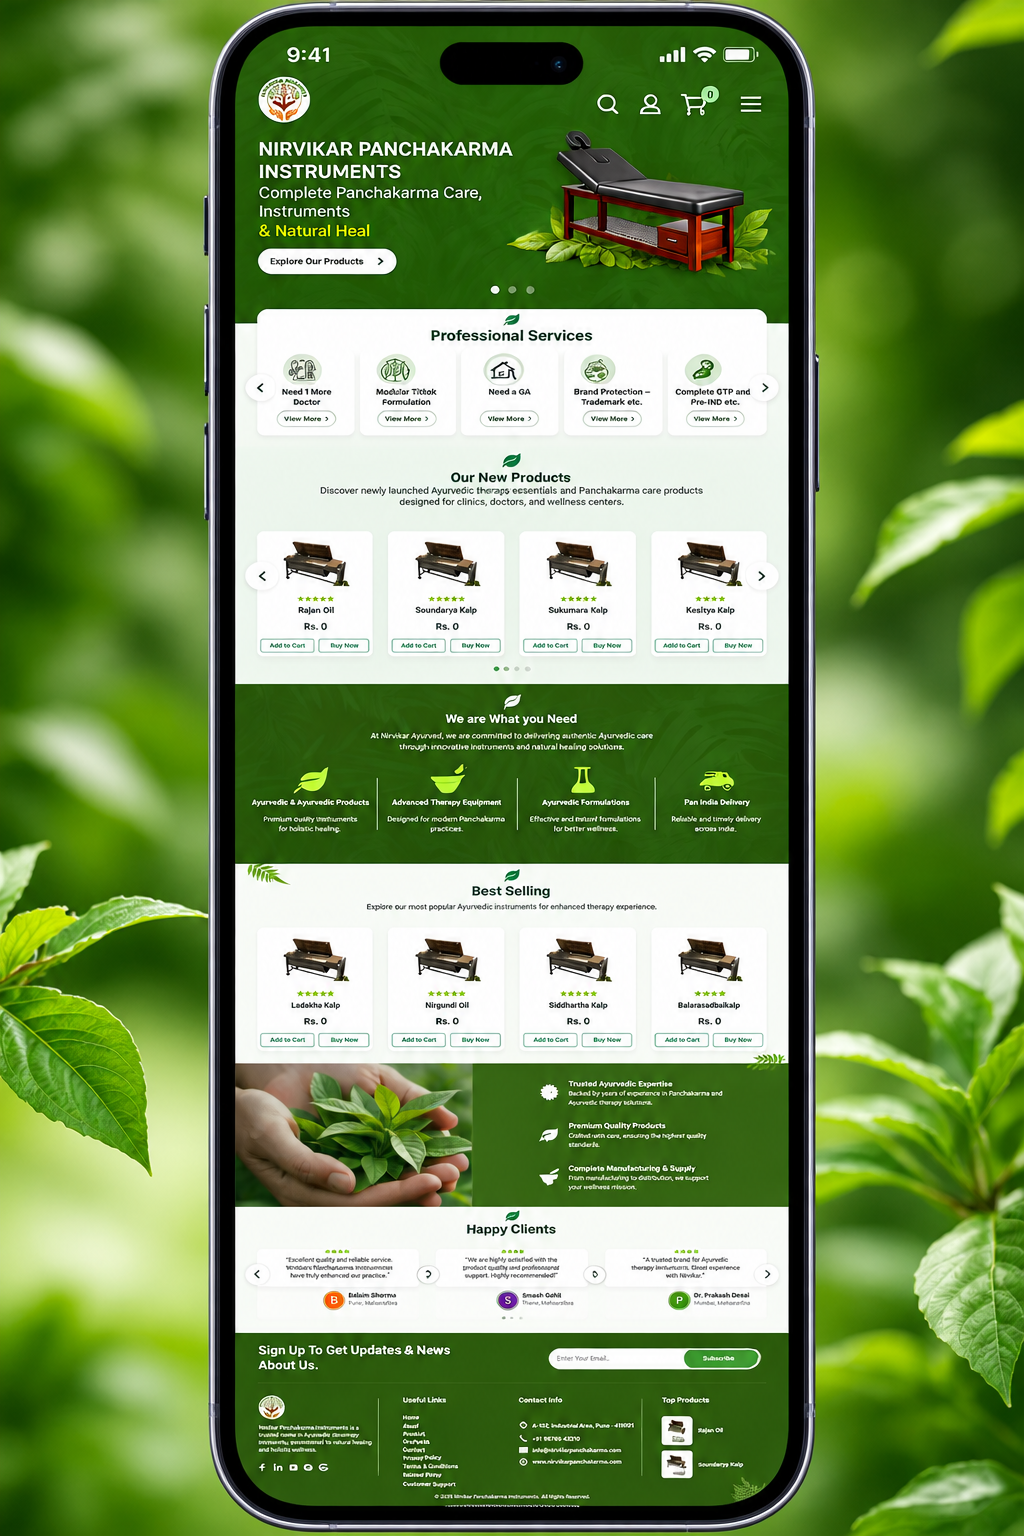 9:41
0
NIRVIKAR PANCHAKARMA
INSTRUMENTS
Complete Panchakarma Care,
Instruments
& Natural Heal
Explore Our Products
Professional Services
Need 1 More
Doctor
View More
Modular Tiktok
Formulation
View More
Need a GA
View More
Brand Protection –
Trademark etc.
View More
Complete GTP and
Pre-IND etc.
View More
Our New Products
Discover newly launched Ayurvedic therapy essentials and Panchakarma care products
designed for clinics, doctors, and wellness centers.
Rajan Oil
Rs. 0
Add to Cart Buy Now
Soundarya Kalp
Rs. 0
Add to Cart Buy Now
Sukumara Kalp
Rs. 0
Add to Cart Buy Now
Kesitya Kalp
Rs. 0
Add to Cart Buy Now
We are What you Need
At Nirvikar Ayurved, we are committed to delivering authentic Ayurvedic care
through innovative instruments and natural healing solutions.
Ayurvedic & Ayurvedic Products
Premium quality instruments
for holistic healing.
Advanced Therapy Equipment
Designed for modern Panchakarma
practices.
Ayurvedic Formulations
Effective and natural formulations
for better wellness.
Pan India Delivery
Reliable and timely delivery
across India.
Best Selling
Explore our most popular Ayurvedic instruments for enhanced therapy experience.
Ladakha Kalp
Rs. 0
Add to Cart Buy Now
Nirgundi Oil
Rs. 0
Add to Cart Buy Now
Siddhartha Kalp
Rs. 0
Add to Cart Buy Now
Balarasadbaikalp
Rs. 0
Add to Cart Buy Now
Trusted Ayurvedic Expertise
Backed by years of experience in Panchakarma and
Ayurvedic therapy solutions.
Premium Quality Products
Crafted with care, ensuring the highest quality
standards.
Complete Manufacturing & Supply
From manufacturing to distribution, we support
your wellness mission.
Happy Clients
"Excellent quality and reliable service.
have truly enhanced our practice."
B
Balaim Sharma
"We are highly satisfied with the
product quality and professional
support. Highly recommended!"
S
Smash Gohil
"A trusted brand for Ayurvedic
therapy instruments. Great experience
with Nirvikar."
P
Dr. Prakash Desai
Mumbai, Maharashtra
Sign Up To Get Updates & News
About Us.
Enter Your Email..
Subscribe
Useful Links
Home
Contact
Privacy Policy
Terms & Conditions
Customer Support
Contact Info
info@nirvikarpanchakarma.com
www.nirvikarpanchakarma.com
Top Products
Rajan Oil
Soundarya Kalp